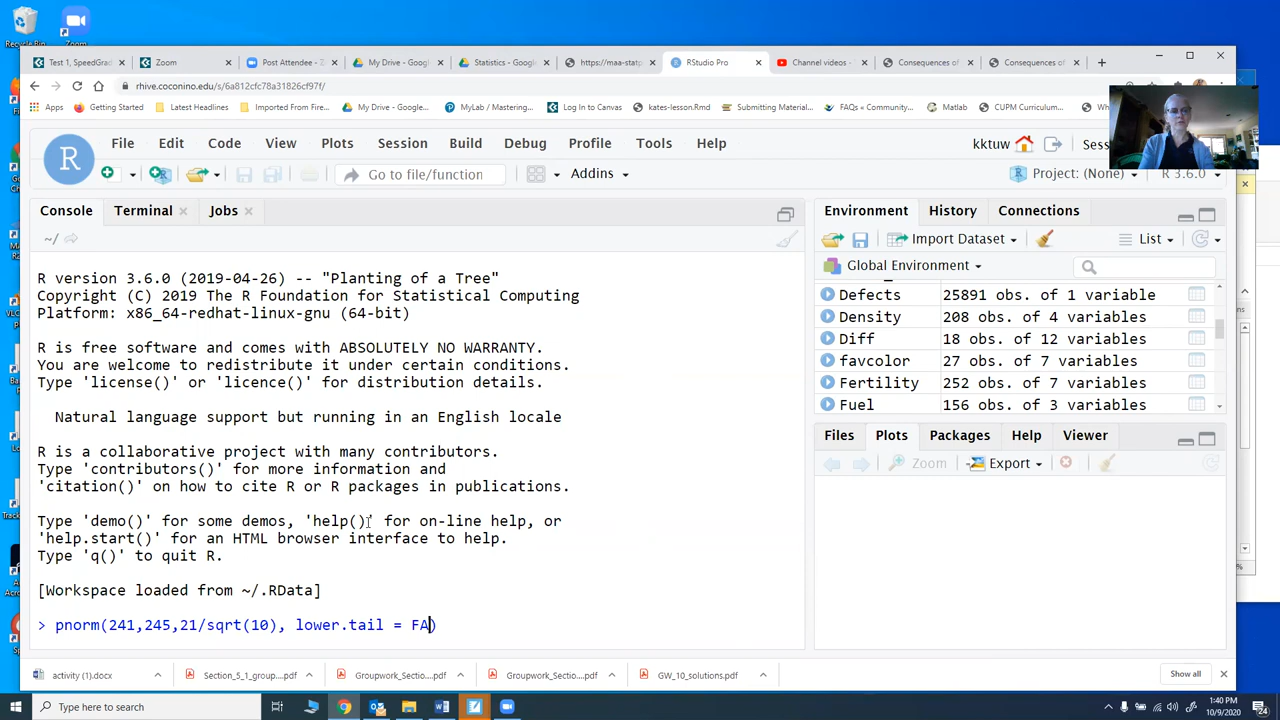 Recycle Bin
Zoom
Test 1, SpeedGrad
Zoom
Post Attendee - Zo
My Drive - Google
Statistics - Google
https://maa-statp
RStudio Pro
Channel videos -
Consequences of
Consequences of
rhive.coconino.edu/s/6a812cfc78a31826cf97f/
Apps
Getting Started
Latest Headlines
Imported From Firef...
My Drive - Google...
MyLab / Mastering...
Log In to Canvas
kates-lesson.Rmd
Submitting Material...
FAQs « Community...
Matlab
CUPM Curriculum...
File Edit Code View Plots Session Build Debug Profile Tools Help
kktuw
Sess
Go to file/function
Addins
Project: (None)
R 3.6.0
Console Terminal Jobs
~/
R version 3.6.0 (2019-04-26) -- "Planting of a Tree"
Copyright (C) 2019 The R Foundation for Statistical Computing
Platform: x86_64-redhat-linux-gnu (64-bit)
R is free software and comes with ABSOLUTELY NO WARRANTY.
You are welcome to redistribute it under certain conditions.
Type 'license()' or 'licence()' for distribution details.
Natural language support but running in an English locale
R is a collaborative project with many contributors.
Type 'contributors()' for more information and
'citation()' on how to cite R or R packages in publications.
Type 'demo()' for some demos, 'help()' for on-line help, or
'help.start()' for an HTML browser interface to help.
Type 'q()' to quit R.
[Workspace loaded from ~/.RData]
> pnorm(241,245,21/sqrt(10), lower.tail = FA)
Environment History Connections
Import Dataset
List
Global Environment
Defects 25891 obs. of 1 variable
Density 208 obs. of 4 variables
Diff 18 obs. of 12 variables
favcolor 27 obs. of 7 variables
Fertility 252 obs. of 7 variables
Fuel 156 obs. of 3 variables
Files Plots Packages Help Viewer
Zoom
Export
activity (1).docx
Section_5_1_group....pdf
Groupwork_Sectio....pdf
Groupwork_Sectio....pdf
GW_10_solutions.pdf
Show all
Type here to search
1:40 PM
10/9/2020
24